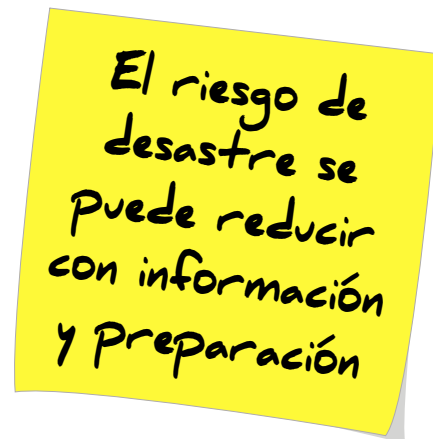 El riesgo de
desastre se
puede reducir
con información
y preparación